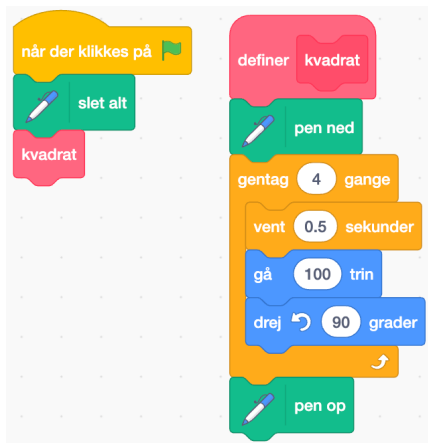 når der klikkes på
slet alt
kvadrat
definer kvadrat
pen ned
gentag 4 gange
vent 0.5 sekunder
gå 100 trin
drej 90 grader
pen op